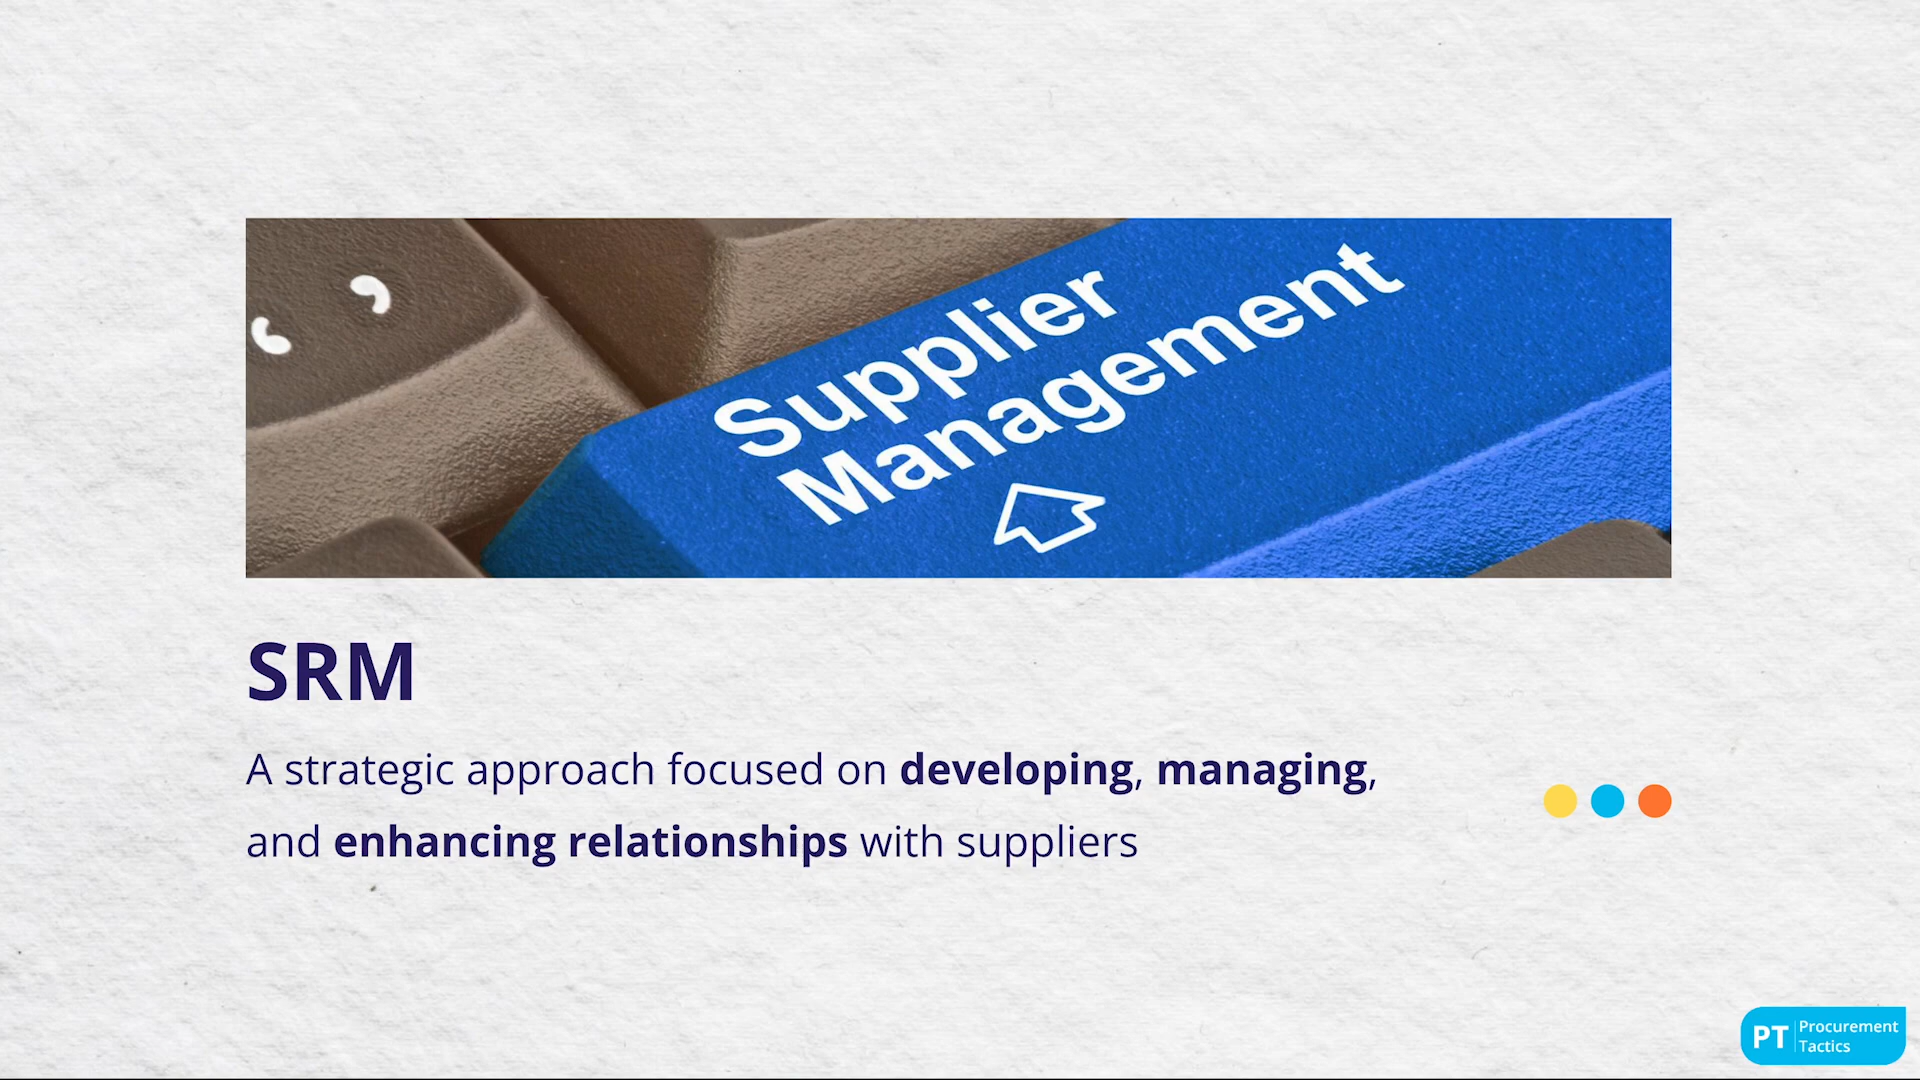 Supplier
Management
SRM
A strategic approach focused on developing, managing,
and enhancing relationships with suppliers
PT
Procurement
Tactics